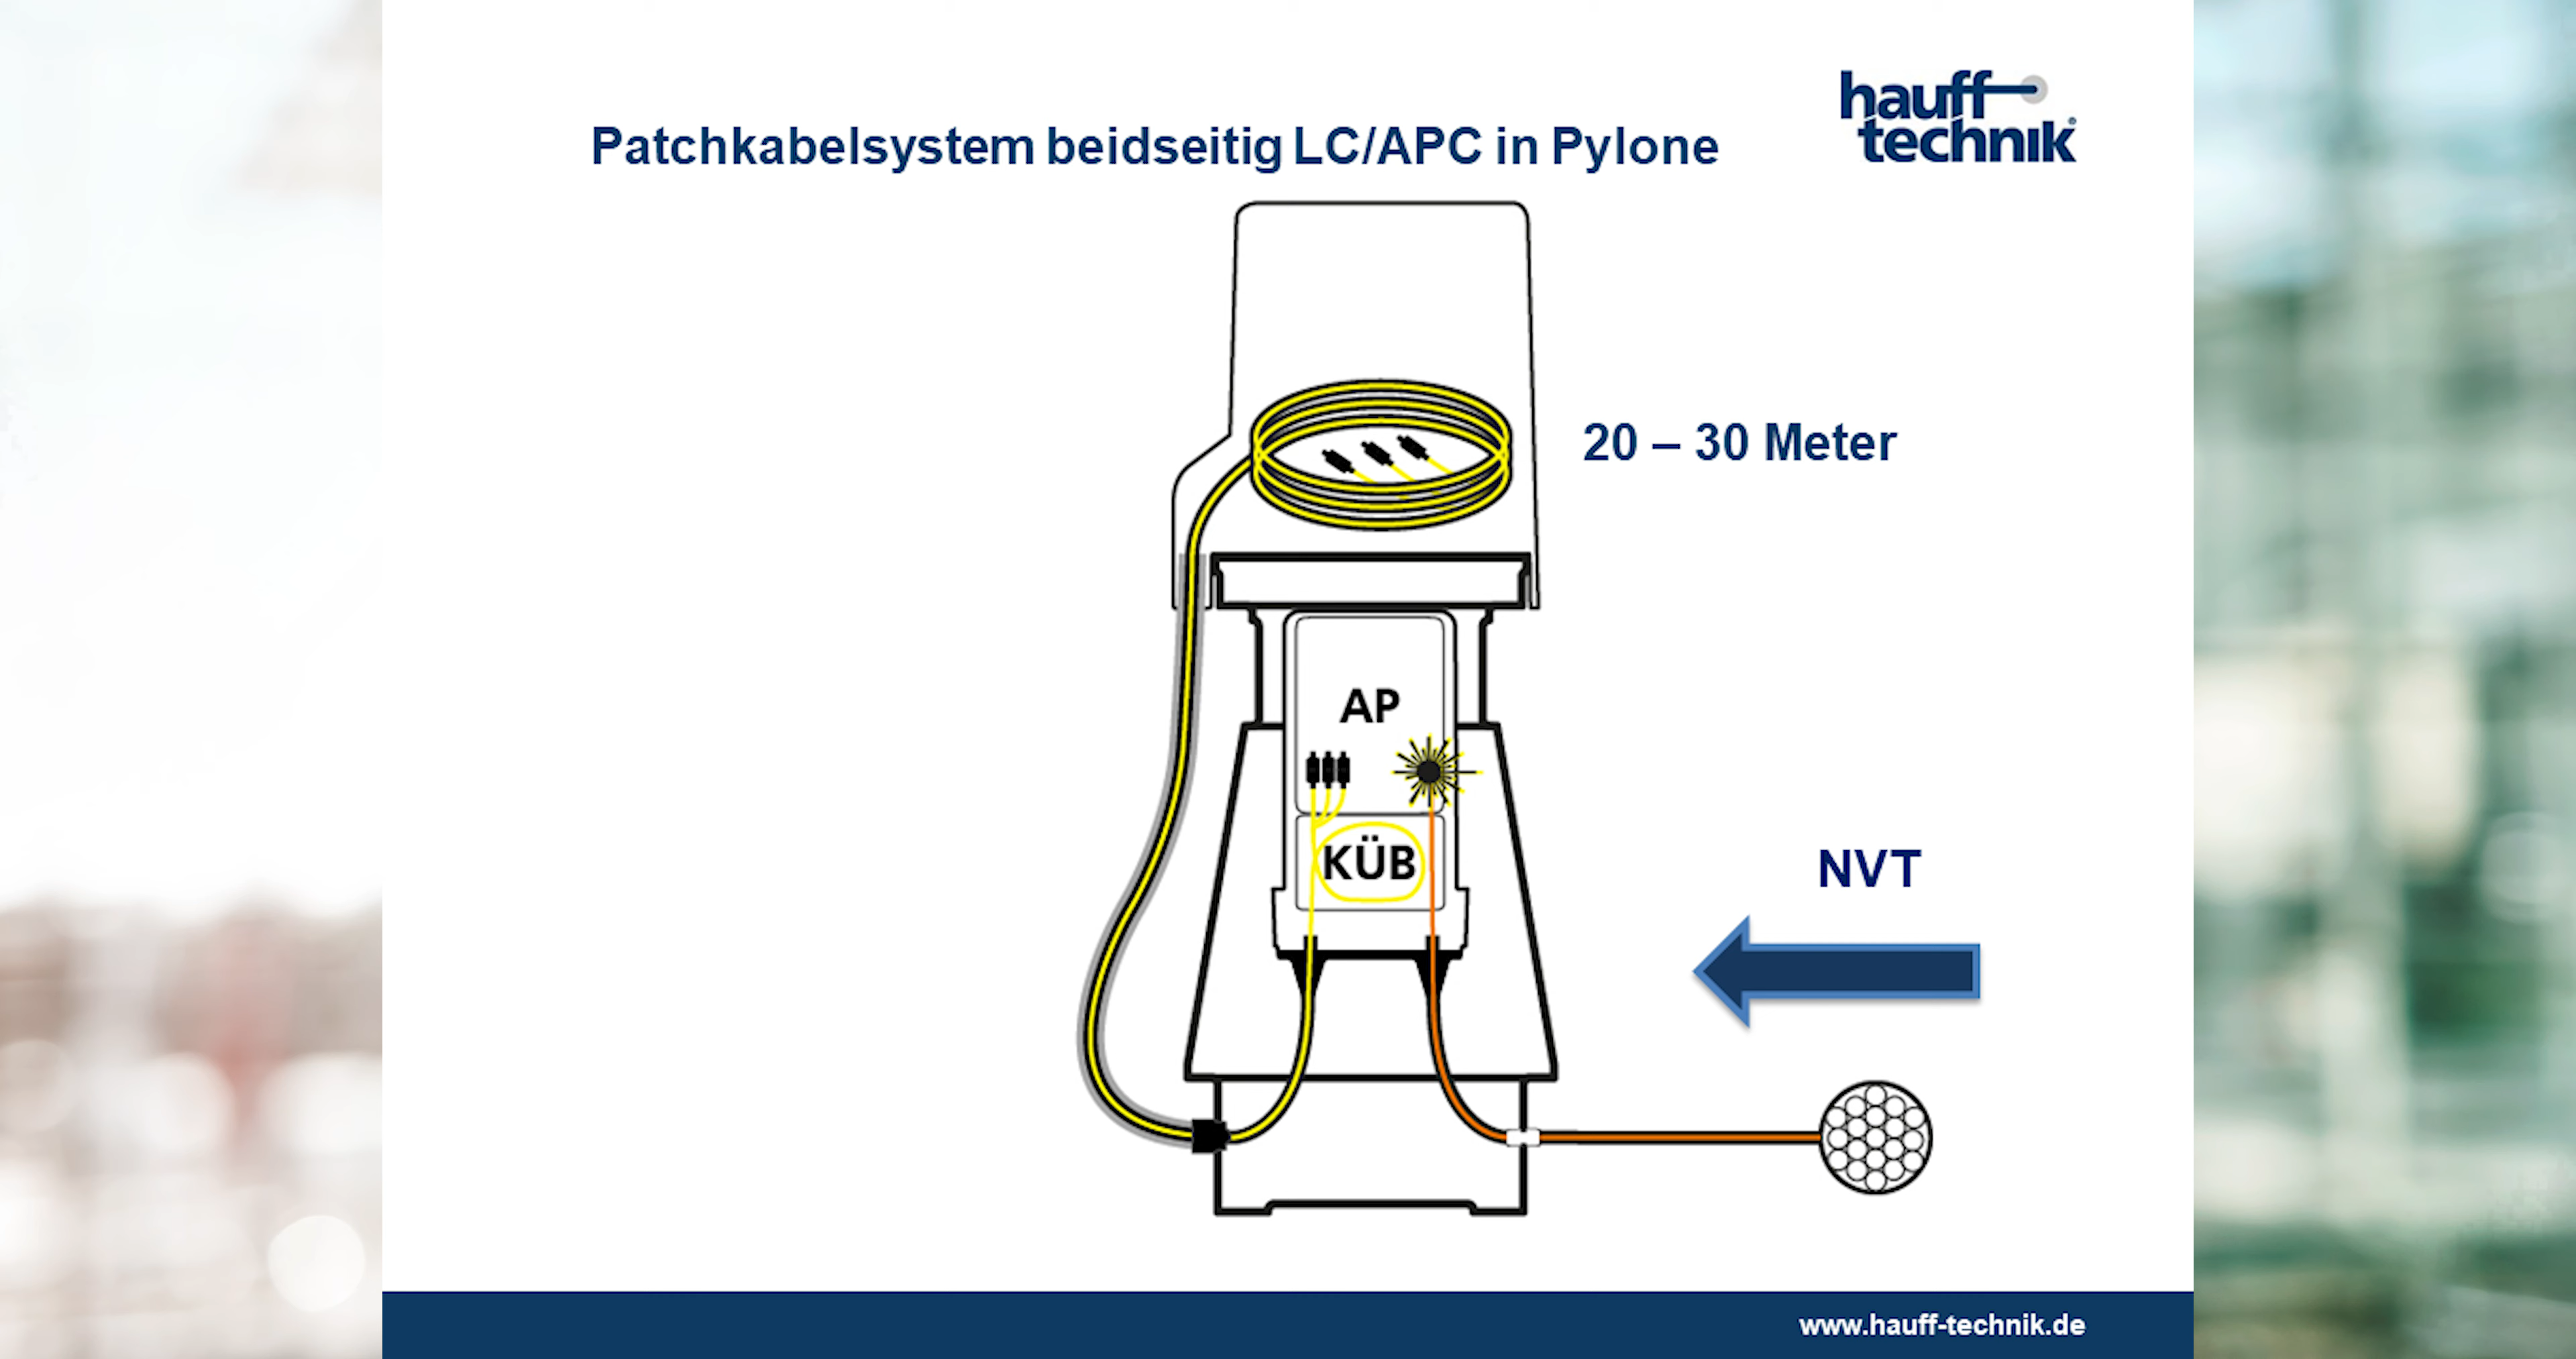 hauff
technik
Patchkabelsystem beidseitig LC/APC in Pylone
20 – 30 Meter
AP
KÜB
NVT
www.hauff-technik.de